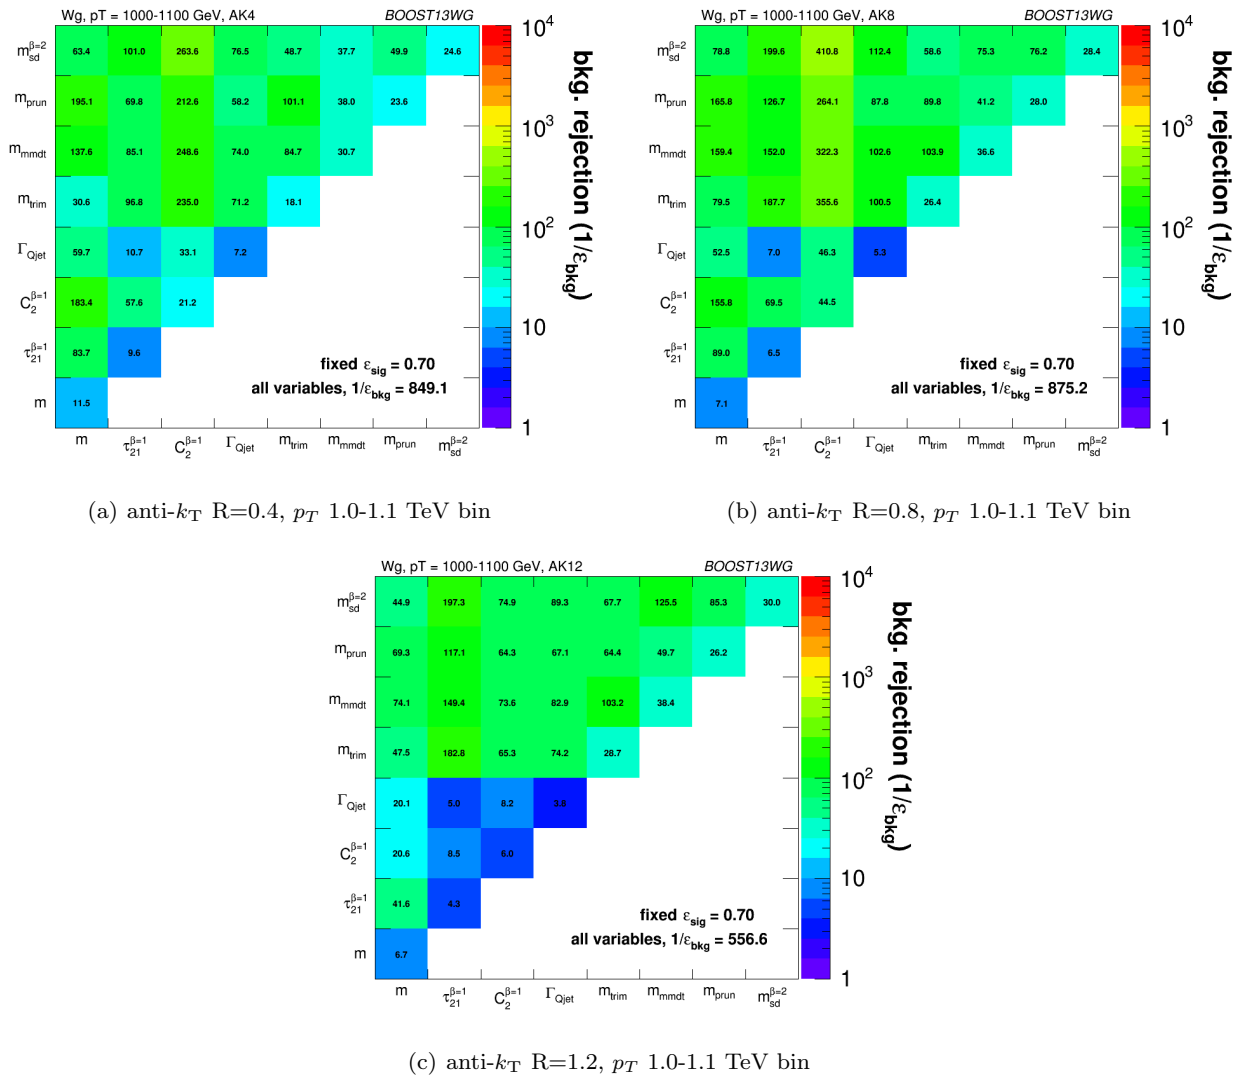 Wg, pT = 1000-1100 GeV, AK4 BOOST13WG
m_sd^β=2 63.4 101.0 263.6 76.5 48.7 37.7 49.9 24.6
m_prun 195.1 69.8 212.6 58.2 101.1 38.0 23.6
m_mmdt 137.6 85.1 248.6 74.0 84.7 30.7
m_trim 30.6 96.8 235.0 71.2 18.1
Γ_Qjet 59.7 10.7 33.1 7.2
C_2^β=1 183.4 57.6 21.2
τ_21^β=1 83.7 9.6
m 11.5
fixed ε_sig = 0.70
all variables, 1/ε_bkg = 849.1
m τ_21^β=1 C_2^β=1 Γ_Qjet m_trim m_mmdt m_prun m_sd^β=2
10^4
10^3
10^2
10
1
bkg. rejection (1/ε_bkg)
(a) anti-k_T R=0.4, p_T 1.0-1.1 TeV bin
Wg, pT = 1000-1100 GeV, AK8 BOOST13WG
m_sd^β=2 78.8 199.6 410.8 112.4 58.6 75.3 76.2 28.4
m_prun 165.8 126.7 264.1 87.8 89.8 41.2 28.0
m_mmdt 159.4 152.0 322.3 102.6 103.9 36.6
m_trim 79.5 187.7 355.6 100.5 26.4
Γ_Qjet 52.5 7.0 46.3 5.3
C_2^β=1 155.8 69.5 44.5
τ_21^β=1 89.0 6.5
m 7.1
fixed ε_sig = 0.70
all variables, 1/ε_bkg = 875.2
m τ_21^β=1 C_2^β=1 Γ_Qjet m_trim m_mmdt m_prun m_sd^β=2
10^4
10^3
10^2
10
1
bkg. rejection (1/ε_bkg)
(b) anti-k_T R=0.8, p_T 1.0-1.1 TeV bin
Wg, pT = 1000-1100 GeV, AK12 BOOST13WG
m_sd^β=2 44.9 197.3 74.9 89.3 67.7 125.5 85.3 30.0
m_prun 69.3 117.1 64.3 67.1 64.4 49.7 26.2
m_mmdt 74.1 149.4 73.6 82.9 103.2 38.4
m_trim 47.5 182.8 65.3 74.2 28.7
Γ_Qjet 20.1 5.0 8.2 3.8
C_2^β=1 20.6 8.5 6.0
τ_21^β=1 41.6 4.3
m 6.7
fixed ε_sig = 0.70
all variables, 1/ε_bkg = 556.6
m τ_21^β=1 C_2^β=1 Γ_Qjet m_trim m_mmdt m_prun m_sd^β=2
10^4
10^3
10^2
10
1
bkg. rejection (1/ε_bkg)
(c) anti-k_T R=1.2, p_T 1.0-1.1 TeV bin